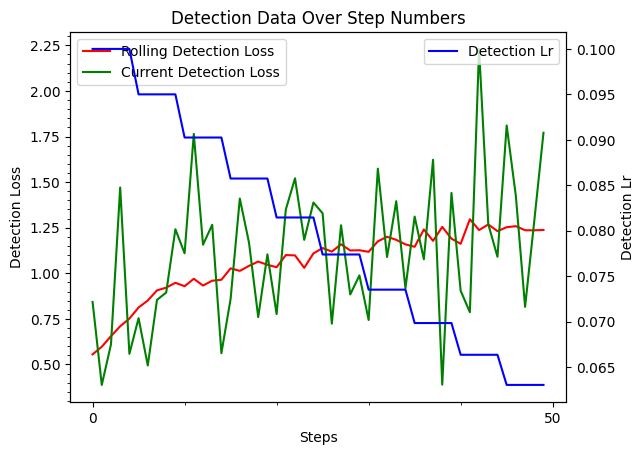 Detection Data Over Step Numbers
Rolling Detection Loss
Current Detection Loss
Detection Lr
2.25
2.00
1.75
1.50
1.25
1.00
0.75
0.50
Detection Loss
0.100
0.095
0.090
0.085
0.080
0.075
0.070
0.065
Detection Lr
0
50
Steps